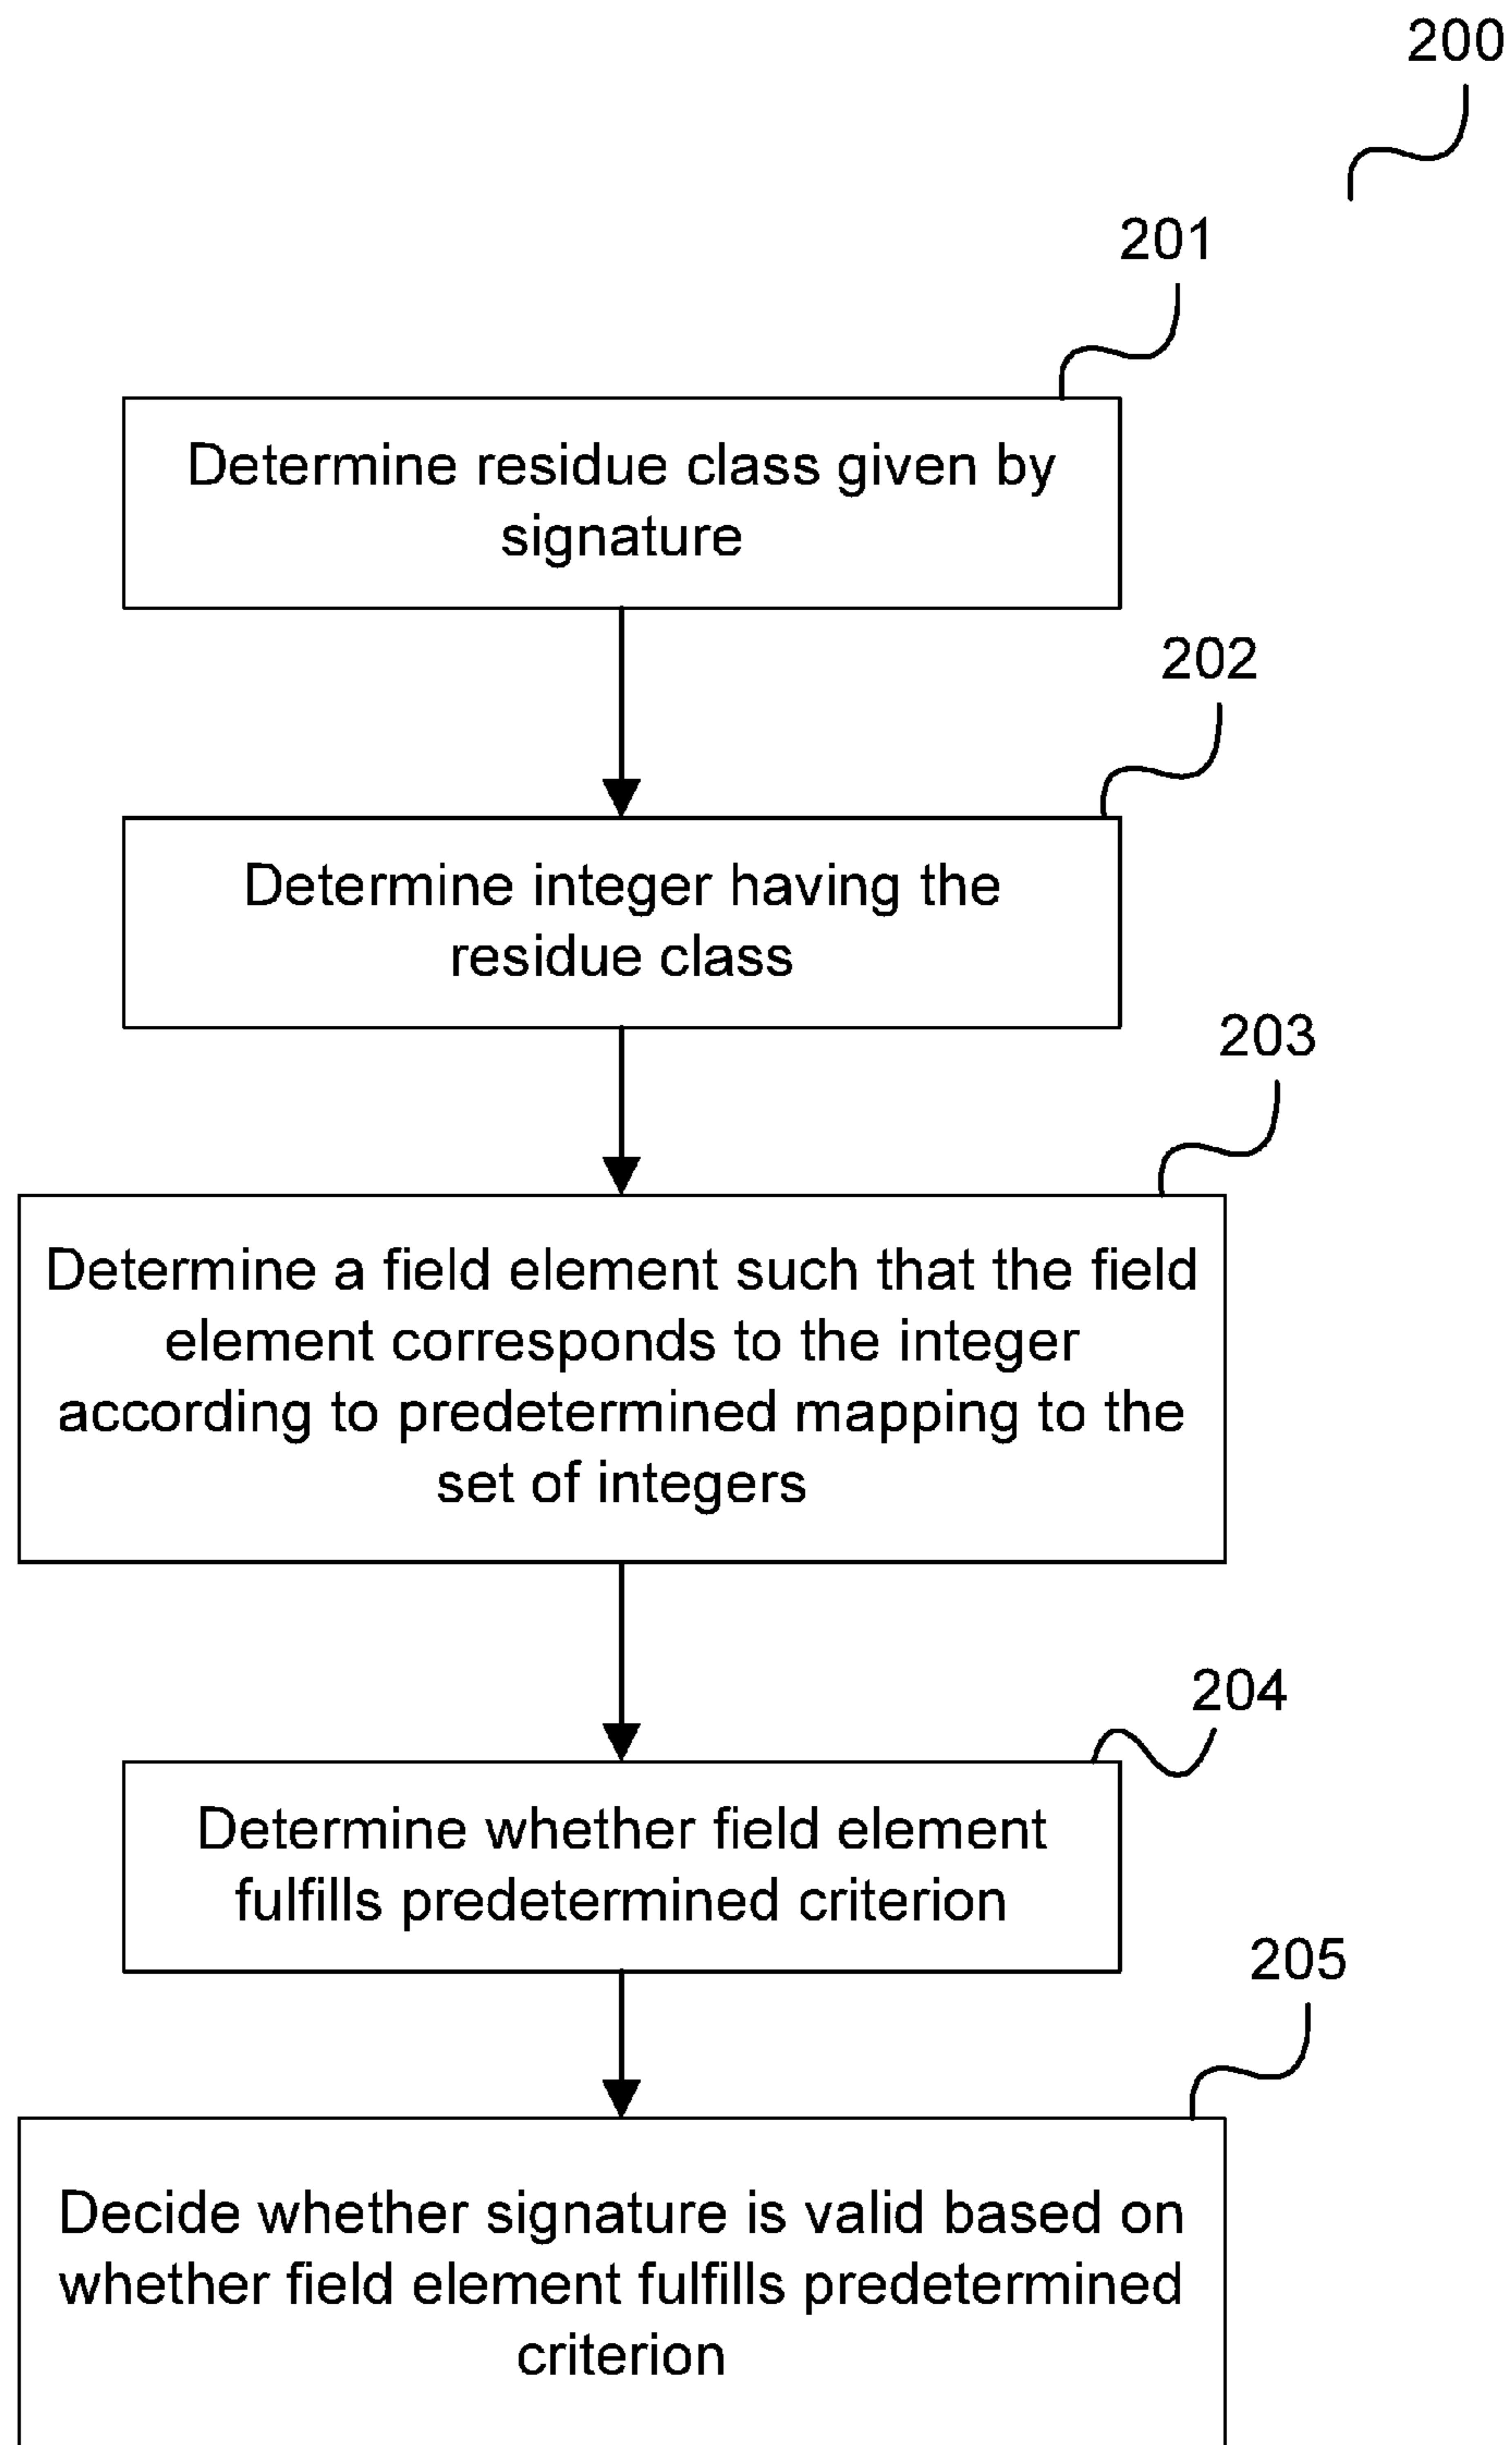 200
201
Determine residue class given by
signature
202
Determine integer having the
residue class
203
Determine a field element such that the field
element corresponds to the integer
according to predetermined mapping to the
set of integers
204
Determine whether field element
fulfills predetermined criterion
205
Decide whether signature is valid based on
whether field element fulfills predetermined
criterion